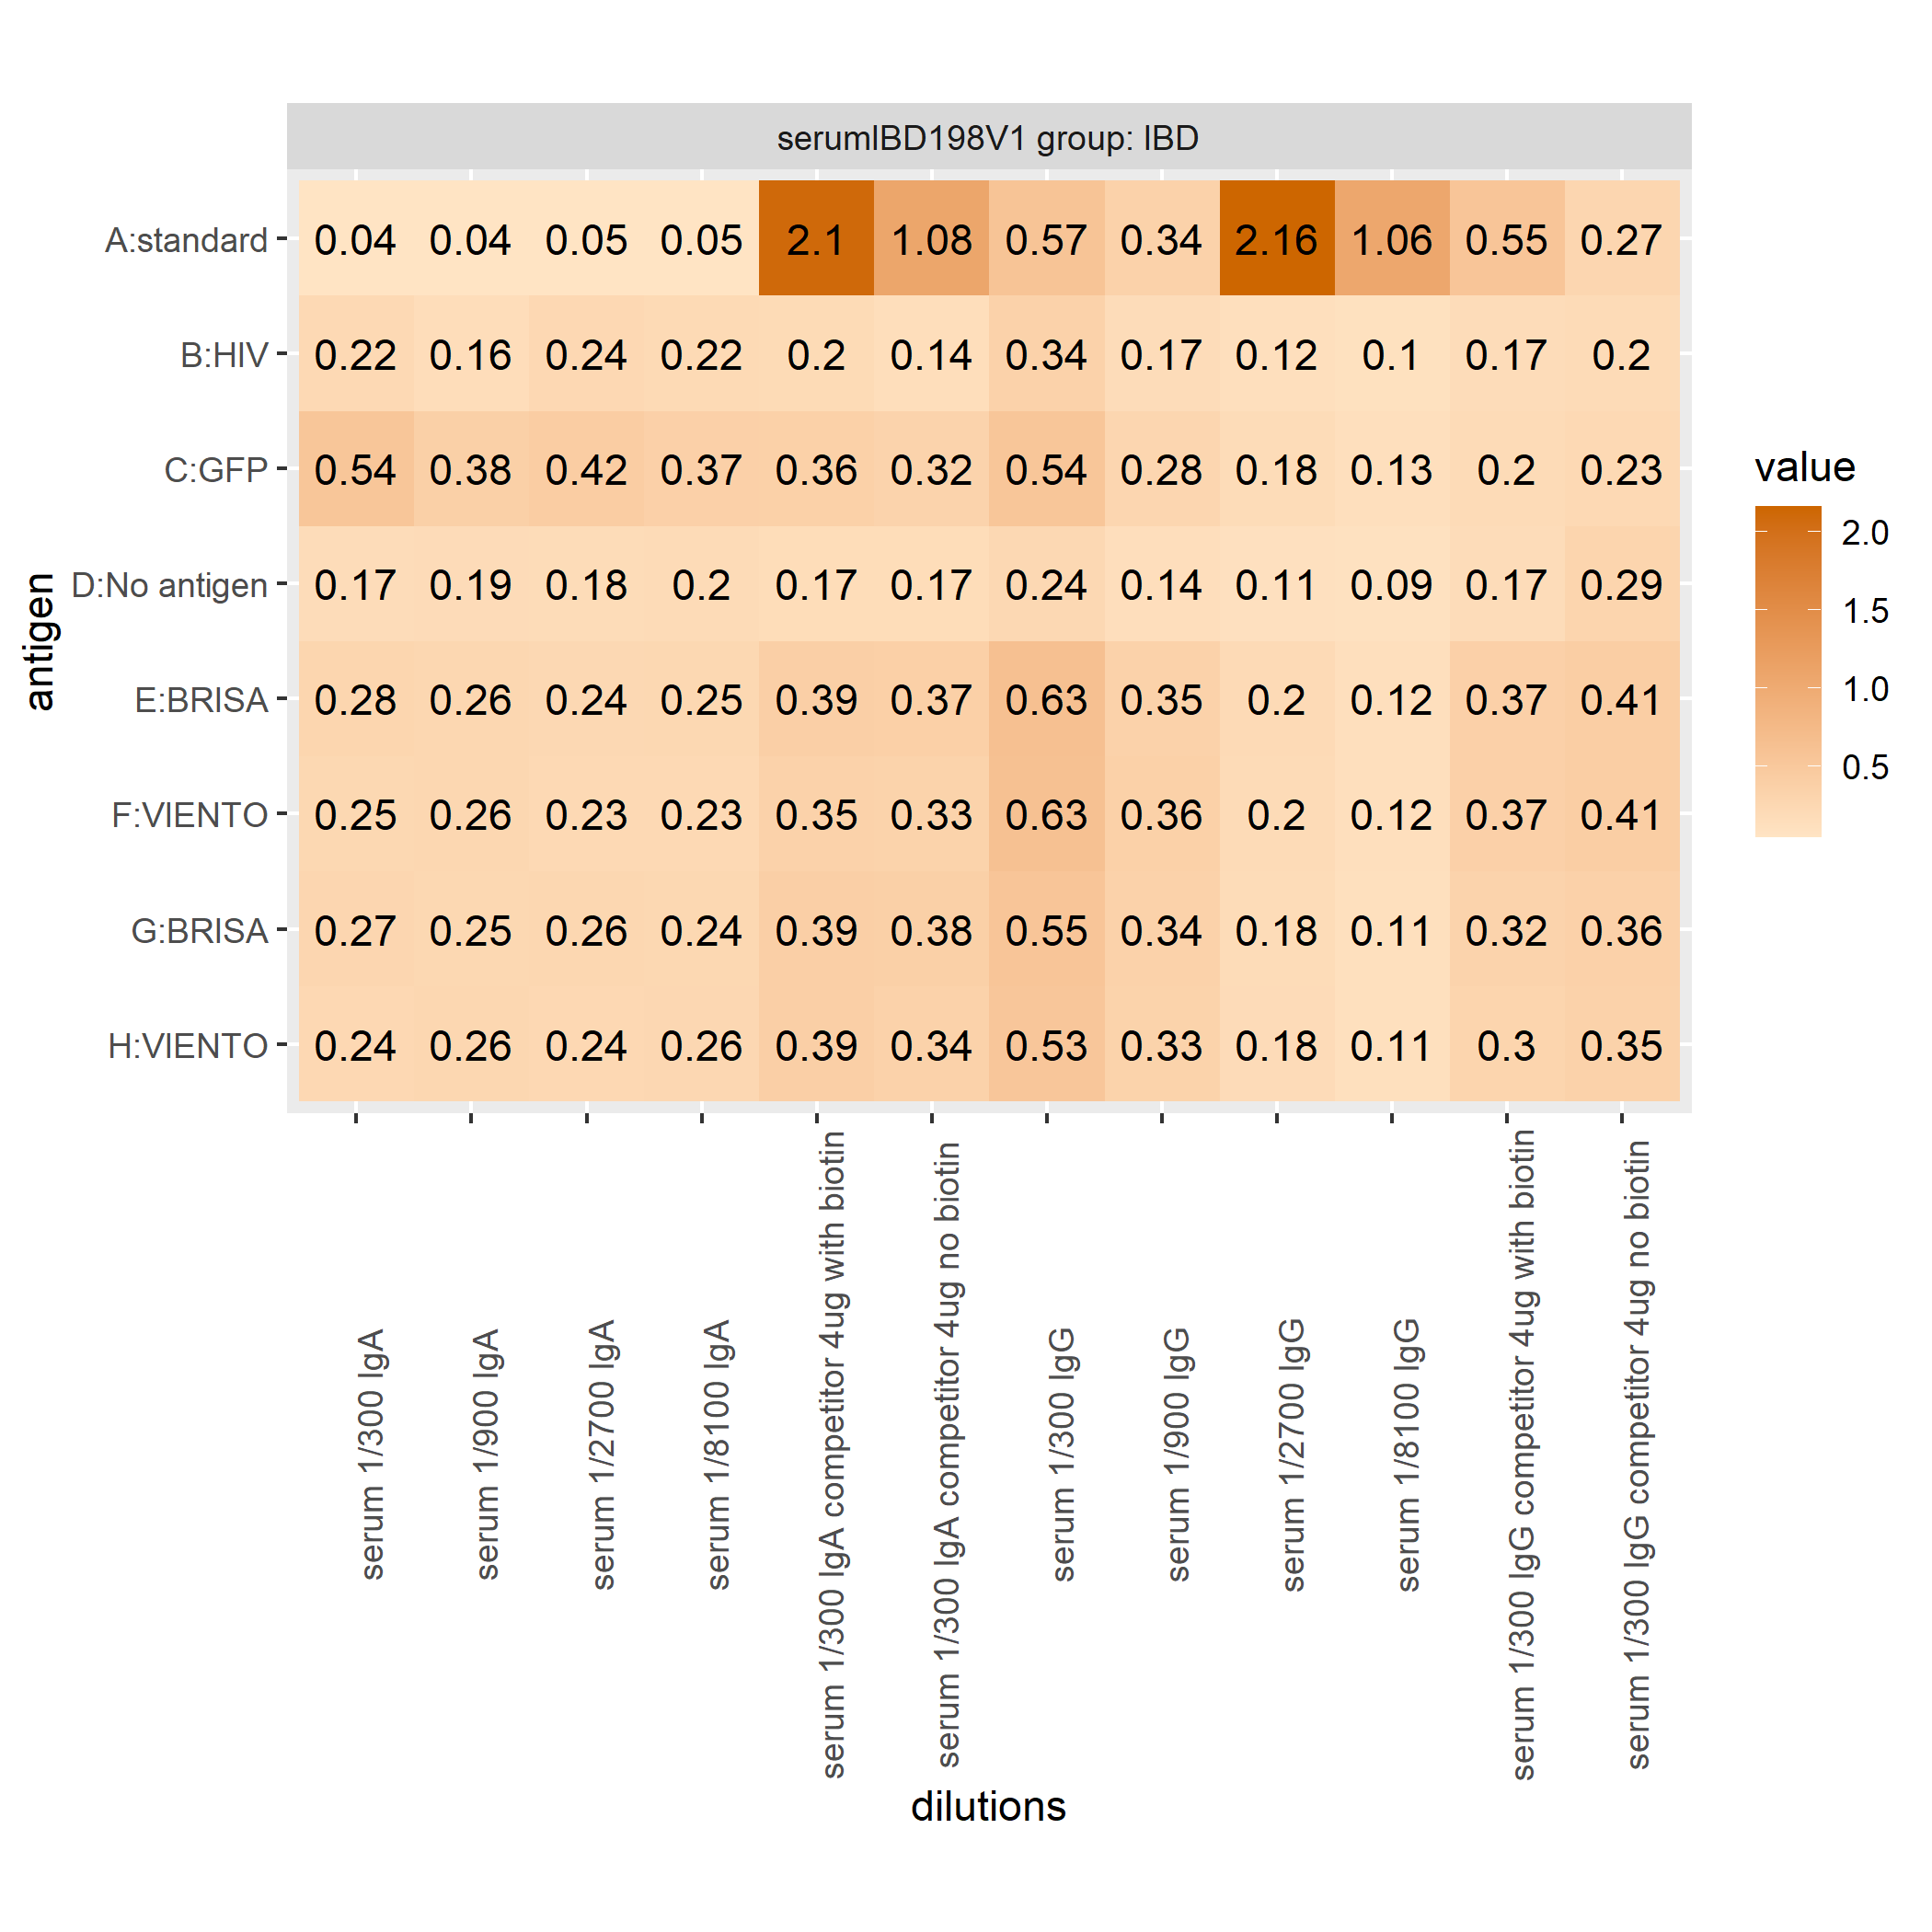 serumIBD198V1 group: IBD
A:standard 0.04 0.04 0.05 0.05 2.1 1.08 0.57 0.34 2.16 1.06 0.55 0.27
B:HIV 0.22 0.16 0.24 0.22 0.2 0.14 0.34 0.17 0.12 0.1 0.17 0.2
C:GFP 0.54 0.38 0.42 0.37 0.36 0.32 0.54 0.28 0.18 0.13 0.2 0.23
D:No antigen 0.17 0.19 0.18 0.2 0.17 0.17 0.24 0.14 0.11 0.09 0.17 0.29
E:BRISA 0.28 0.26 0.24 0.25 0.39 0.37 0.63 0.35 0.2 0.12 0.37 0.41
F:VIENTO 0.25 0.26 0.23 0.23 0.35 0.33 0.63 0.36 0.2 0.12 0.37 0.41
G:BRISA 0.27 0.25 0.26 0.24 0.39 0.38 0.55 0.34 0.18 0.11 0.32 0.36
H:VIENTO 0.24 0.26 0.24 0.26 0.39 0.34 0.53 0.33 0.18 0.11 0.3 0.35
antigen
serum 1/300 IgA
serum 1/900 IgA
serum 1/2700 IgA
serum 1/8100 IgA
serum 1/300 IgA competitor 4ug with biotin
serum 1/300 IgA competitor 4ug no biotin
serum 1/300 IgG
serum 1/900 IgG
serum 1/2700 IgG
serum 1/8100 IgG
serum 1/300 IgG competitor 4ug with biotin
serum 1/300 IgG competitor 4ug no biotin
dilutions
value
2.0
1.5
1.0
0.5